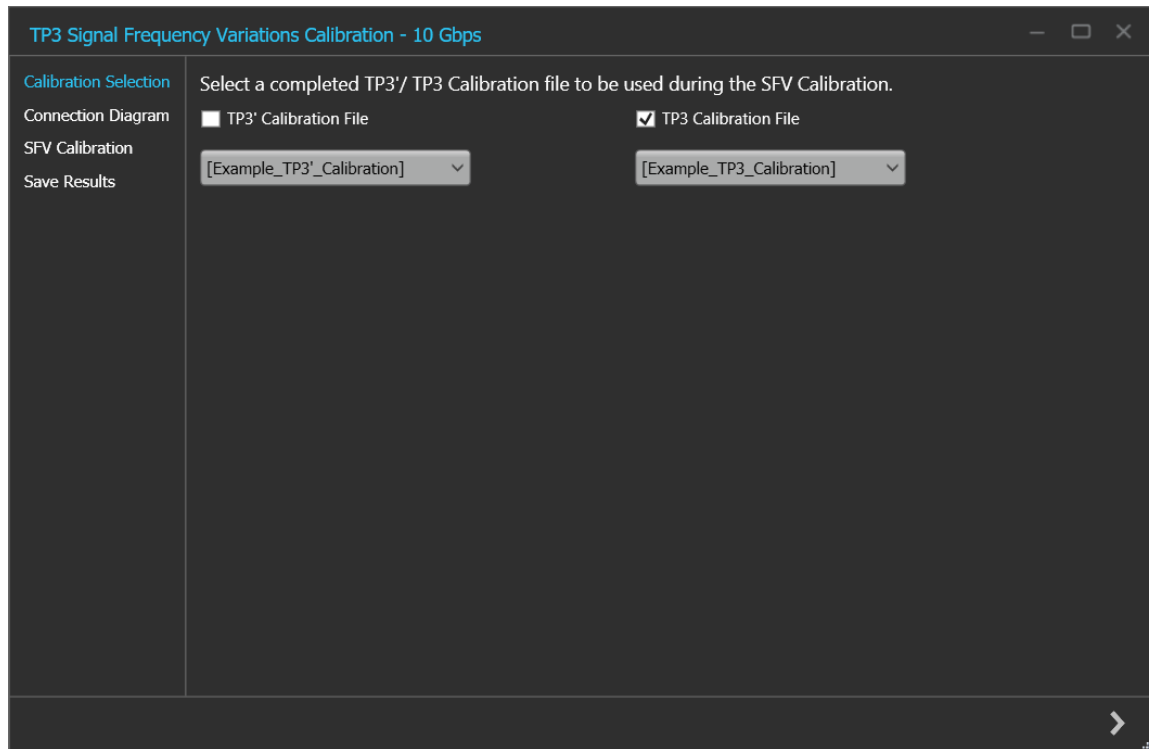 TP3 Signal Frequency Variations Calibration - 10 Gbps
Calibration Selection
Connection Diagram
SFV Calibration
Save Results
Select a completed TP3'/ TP3 Calibration file to be used during the SFV Calibration.
TP3' Calibration File
TP3 Calibration File
[Example_TP3'_Calibration]
[Example_TP3_Calibration]